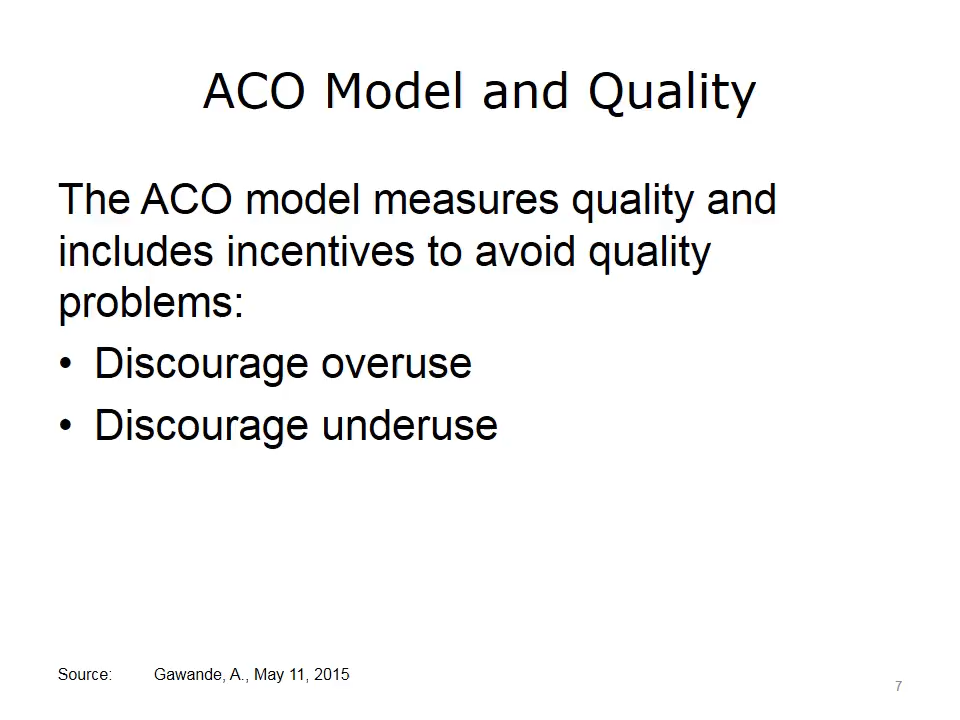 ACO Model and Quality
The ACO model measures quality and
includes incentives to avoid quality
problems:
• Discourage overuse
• Discourage underuse
Source: Gawande, A., May 11, 2015
7